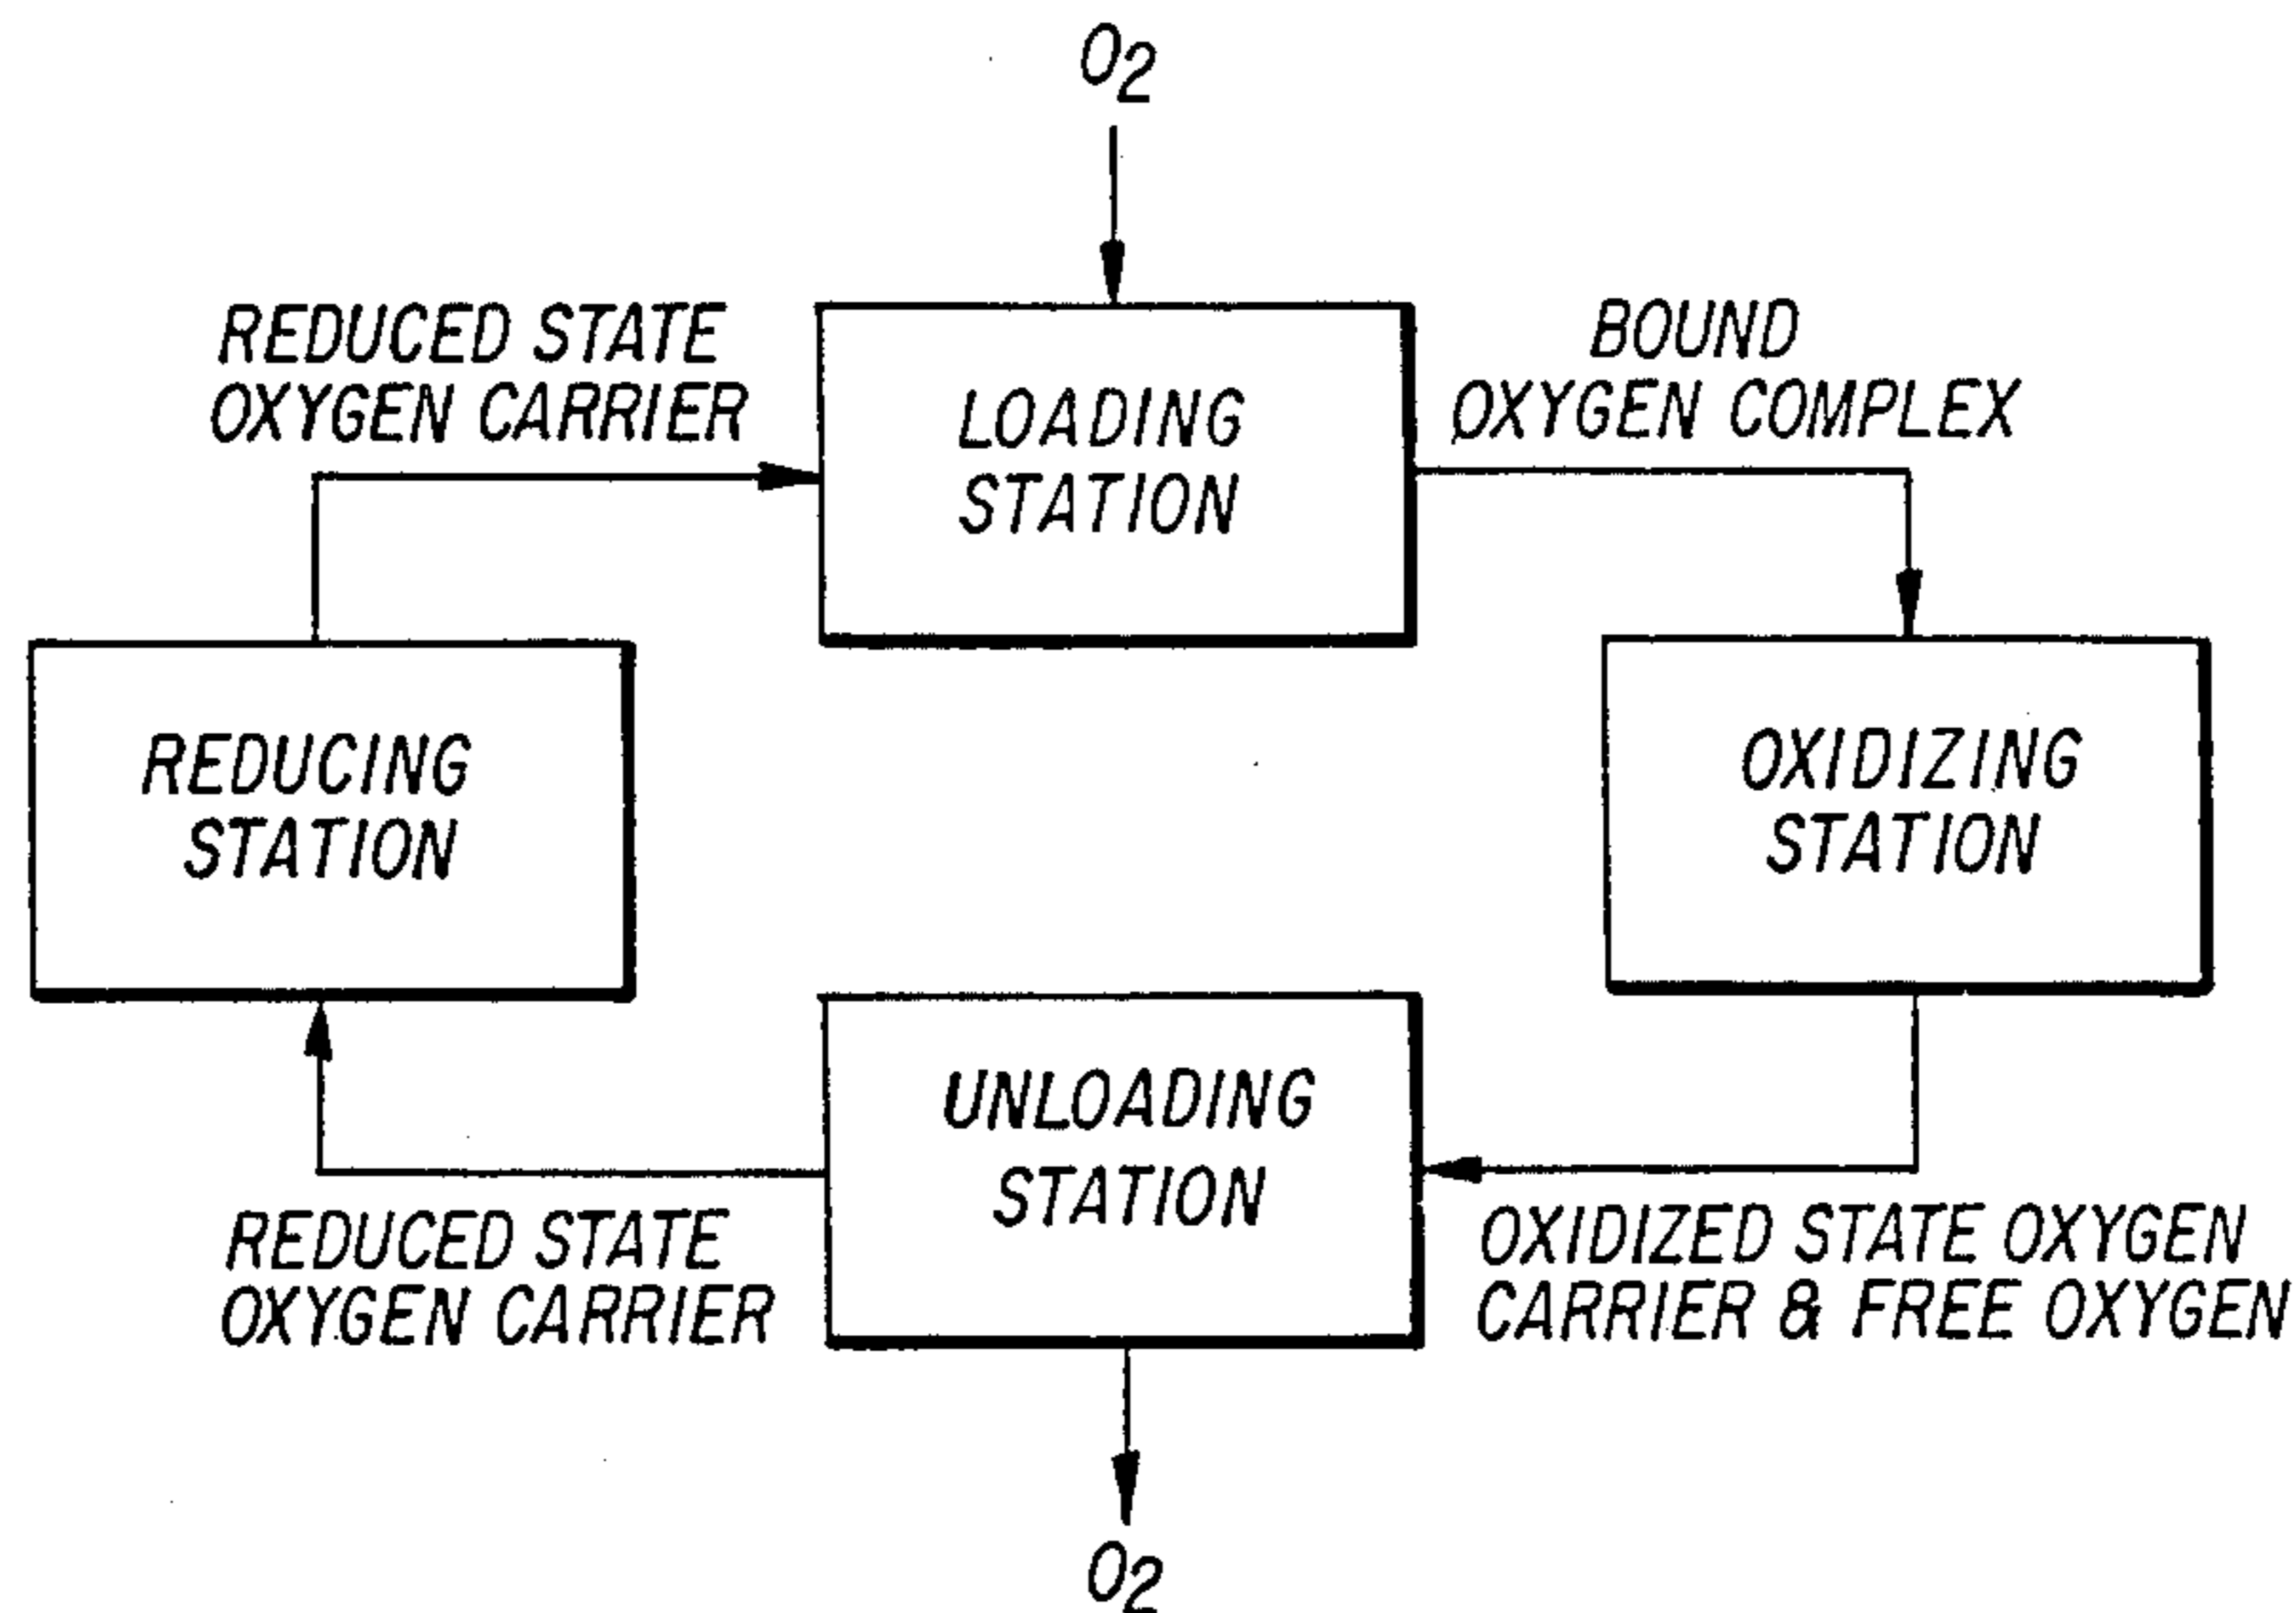 O2
REDUCED STATE
OXYGEN CARRIER
LOADING
STATION
BOUND
OXYGEN COMPLEX
REDUCING
STATION
OXIDIZING
STATION
UNLOADING
STATION
REDUCED STATE
OXYGEN CARRIER
OXIDIZED STATE OXYGEN
CARRIER & FREE OXYGEN
O2